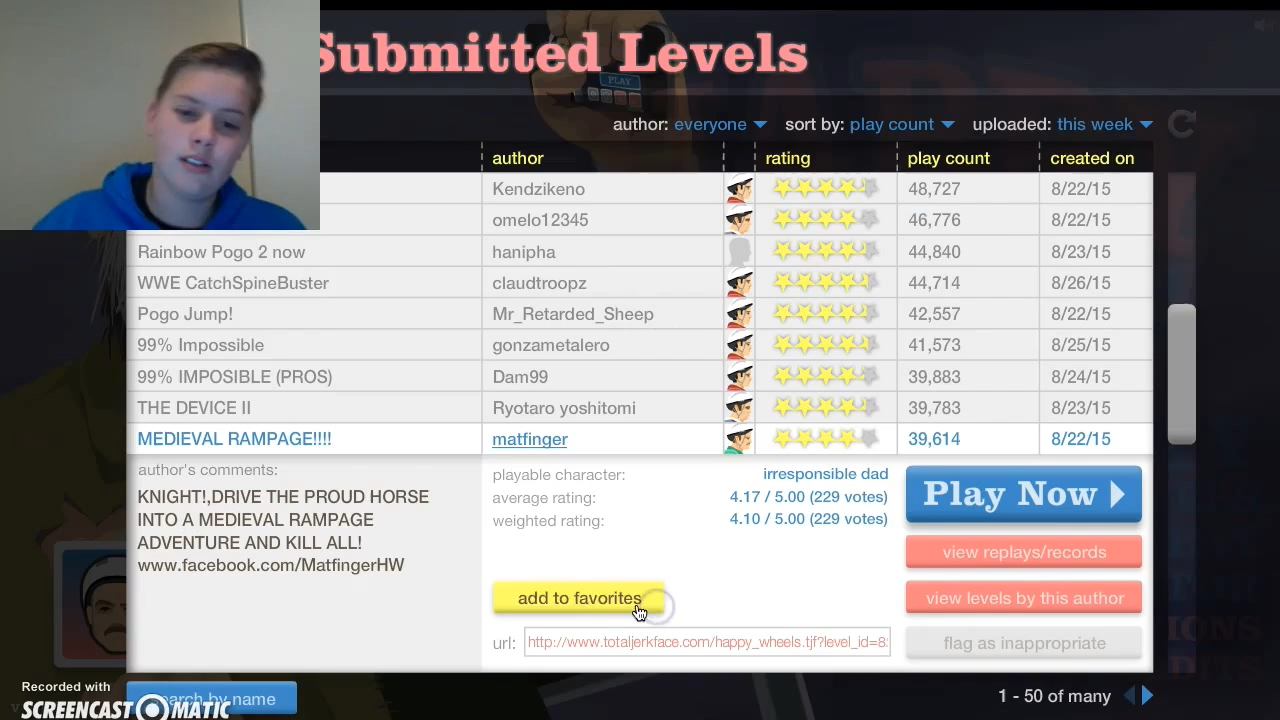 Submitted Levels
PLAY
author: everyone sort by: play count uploaded: this week
author rating play count created on
Kendzikeno 48,727 8/22/15
omelo12345 46,776 8/22/15
Rainbow Pogo 2 now hanipha 44,840 8/23/15
WWE CatchSpineBuster claudtroopz 44,714 8/26/15
Pogo Jump! Mr_Retarded_Sheep 42,557 8/22/15
99% Impossible gonzametalero 41,573 8/25/15
99% IMPOSIBLE (PROS) Dam99 39,883 8/24/15
THE DEVICE II Ryotaro yoshitomi 39,783 8/23/15
MEDIEVAL RAMPAGE!!!! matfinger 39,614 8/22/15
author's comments:
KNIGHT!,DRIVE THE PROUD HORSE
INTO A MEDIEVAL RAMPAGE
ADVENTURE AND KILL ALL!
www.facebook.com/MatfingerHW
playable character: irresponsible dad
average rating: 4.17 / 5.00 (229 votes)
weighted rating: 4.10 / 5.00 (229 votes)
add to favorites
url: http://www.totaljerkface.com/happy_wheels.tjf?level_id=8
Play Now
view replays/records
view levels by this author
flag as inappropriate
search by name
1 - 50 of many
Recorded with
SCREENCAST MATIC